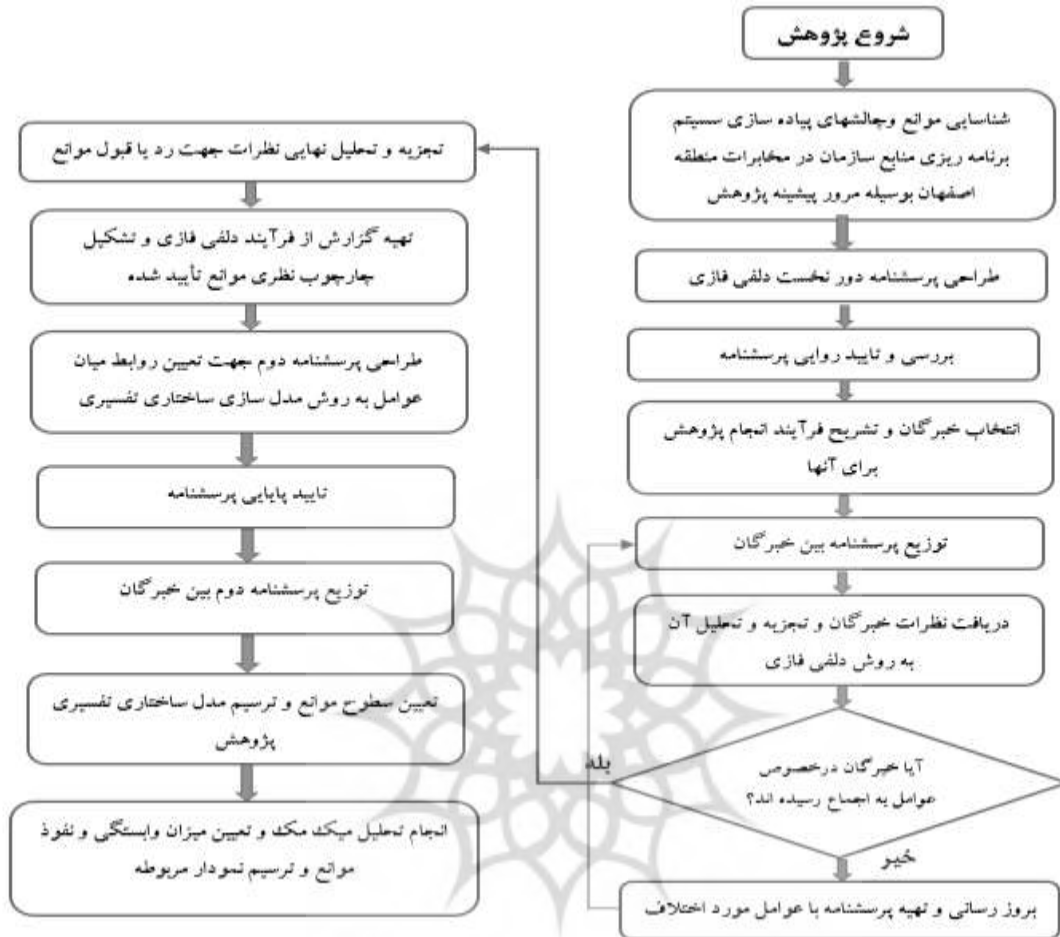 شروع پژوهش
شناسایی موانع وچالشهای پیاده سازی سسیتم
برنامه ریزی منابع سازمان در مخابرات منطقه
اصفهان بوسیله مرور پیشینه پژوهش
طراحی پرسشنامه دور نخست دلفی فازی
بررسی و تایید روایی پرسشنامه
انتخاب خبرگان و تشریح فرآیند انجام پژوهش
برای آنها
توزیع پرسشنامه بین خبرگان
دریافت نظرات خبرگان و تجزیه و تحلیل آن
به روش دلفی فازی
آیا خبرگان درخصوص
عوامل به اجماع رسیده اند؟
بله
خیر
بروز رسانی و تهیه پرسشنامه با عوامل مورد اختلاف
تجزیه و تحلیل نهایی نظرات جهت رد یا قبول موانع
تهیه گزارش از فرآیند دلفی فازی و تشکیل
چارچوب نظری موانع تأیید شده
طراحی پرسشنامه دوم جهت تعیین روابط میان
عوامل به روش مدل سازی ساختاری تفسیری
تایید پایایی پرسشنامه
توزیع پرسشنامه دوم بین خبرگان
تعیین سطوح موانع و ترسیم مدل ساختاری تفسیری
پژوهش
انجام تحلیل میک مک و تعیین میزان وابستگی و نفوذ
موانع و ترسیم نمودار مربوطه